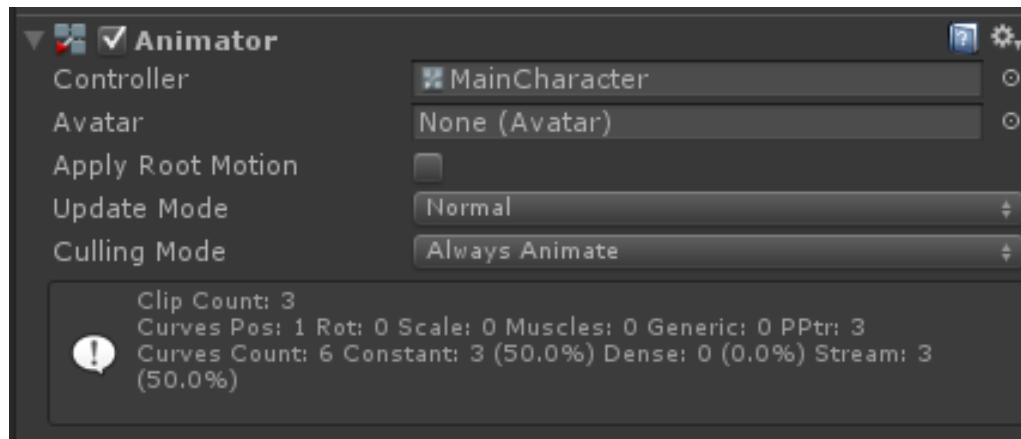 Animator
Controller MainCharacter
Avatar None (Avatar)
Apply Root Motion
Update Mode Normal
Culling Mode Always Animate
Clip Count: 3
Curves Pos: 1 Rot: 0 Scale: 0 Muscles: 0 Generic: 0 PPtr: 3
Curves Count: 6 Constant: 3 (50.0%) Dense: 0 (0.0%) Stream: 3
(50.0%)